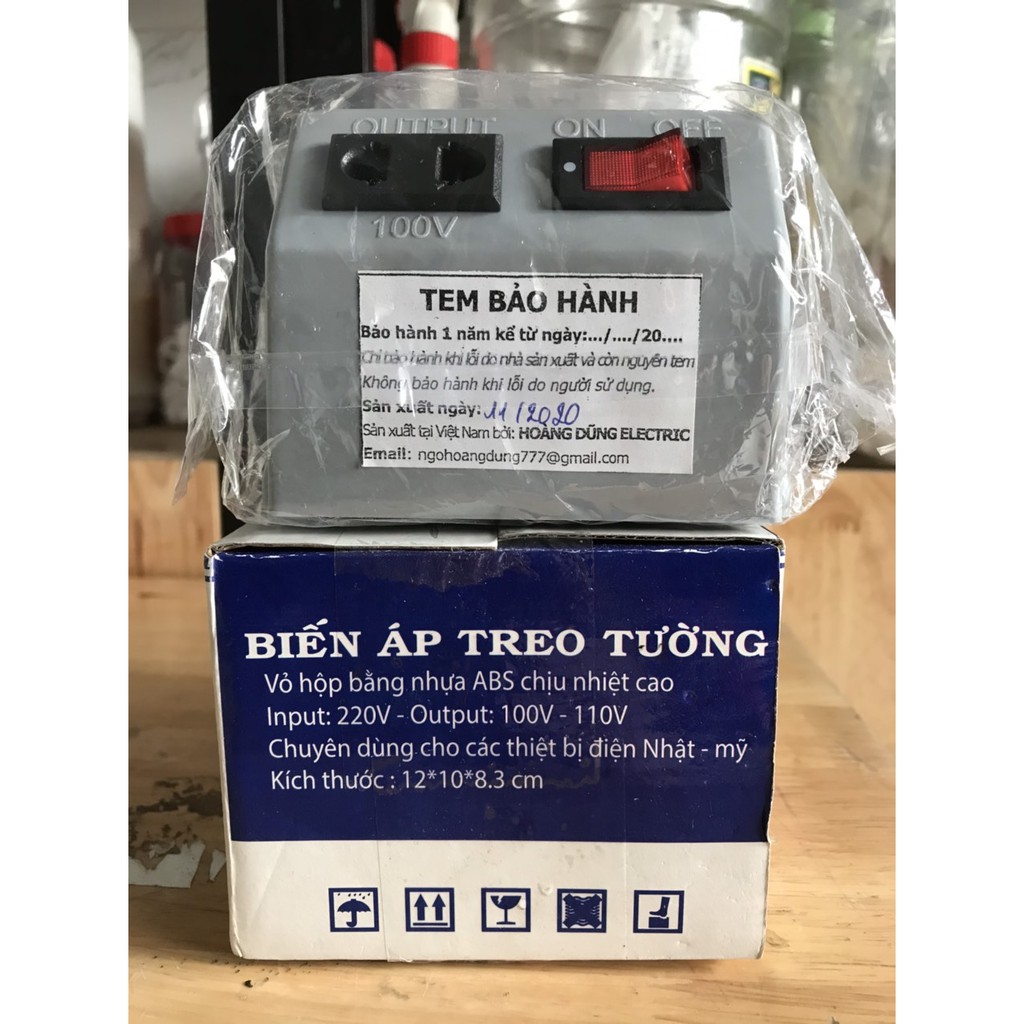 OUTPUT
ON OFF
100V
TEM BẢO HÀNH
Bảo hành 1 năm kể từ ngày:.../..../20....
Chỉ bảo hành khi lỗi do nhà sản xuất và còn nguyên tem
Không bảo hành khi lỗi do người sử dụng.
Sản xuất ngày: 11/2020
Sản xuất tại Việt Nam bởi: HOÀNG DŨNG ELECTRIC
Email: ngohoangdung777@gmail.com
BIẾN ÁP TREO TƯỜNG
Vỏ hộp bằng nhựa ABS chịu nhiệt cao
Input: 220V - Output: 100V - 110V
Chuyên dùng cho các thiệt bị điện Nhật - mỹ
Kích thước : 12*10*8.3 cm